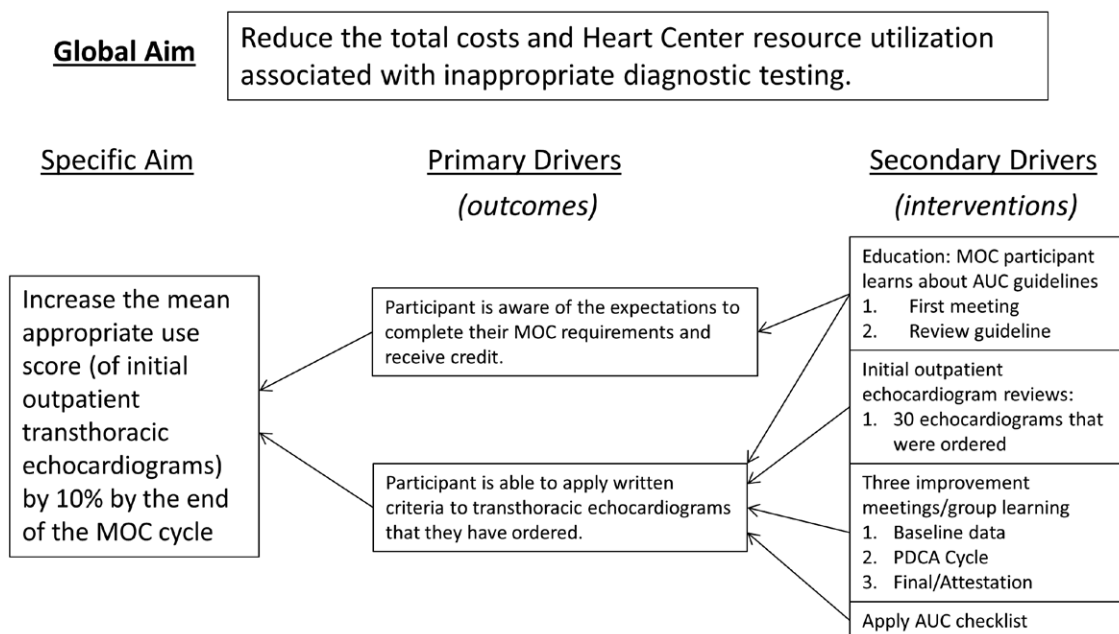 Global Aim
Reduce the total costs and Heart Center resource utilization
associated with inappropriate diagnostic testing.
Specific Aim
Primary Drivers
(outcomes)
Secondary Drivers
(interventions)
Increase the mean
appropriate use
score (of initial
outpatient
transthoracic
echocardiograms)
by 10% by the end
of the MOC cycle
Participant is aware of the expectations to
complete their MOC requirements and
receive credit.
Participant is able to apply written
criteria to transthoracic echocardiograms
that they have ordered.
Education: MOC participant
learns about AUC guidelines
1. First meeting
2. Review guideline
Initial outpatient
echocardiogram reviews:
1. 30 echocardiograms that
were ordered
Three improvement
meetings/group learning
1. Baseline data
2. PDCA Cycle
3. Final/Attestation
Apply AUC checklist